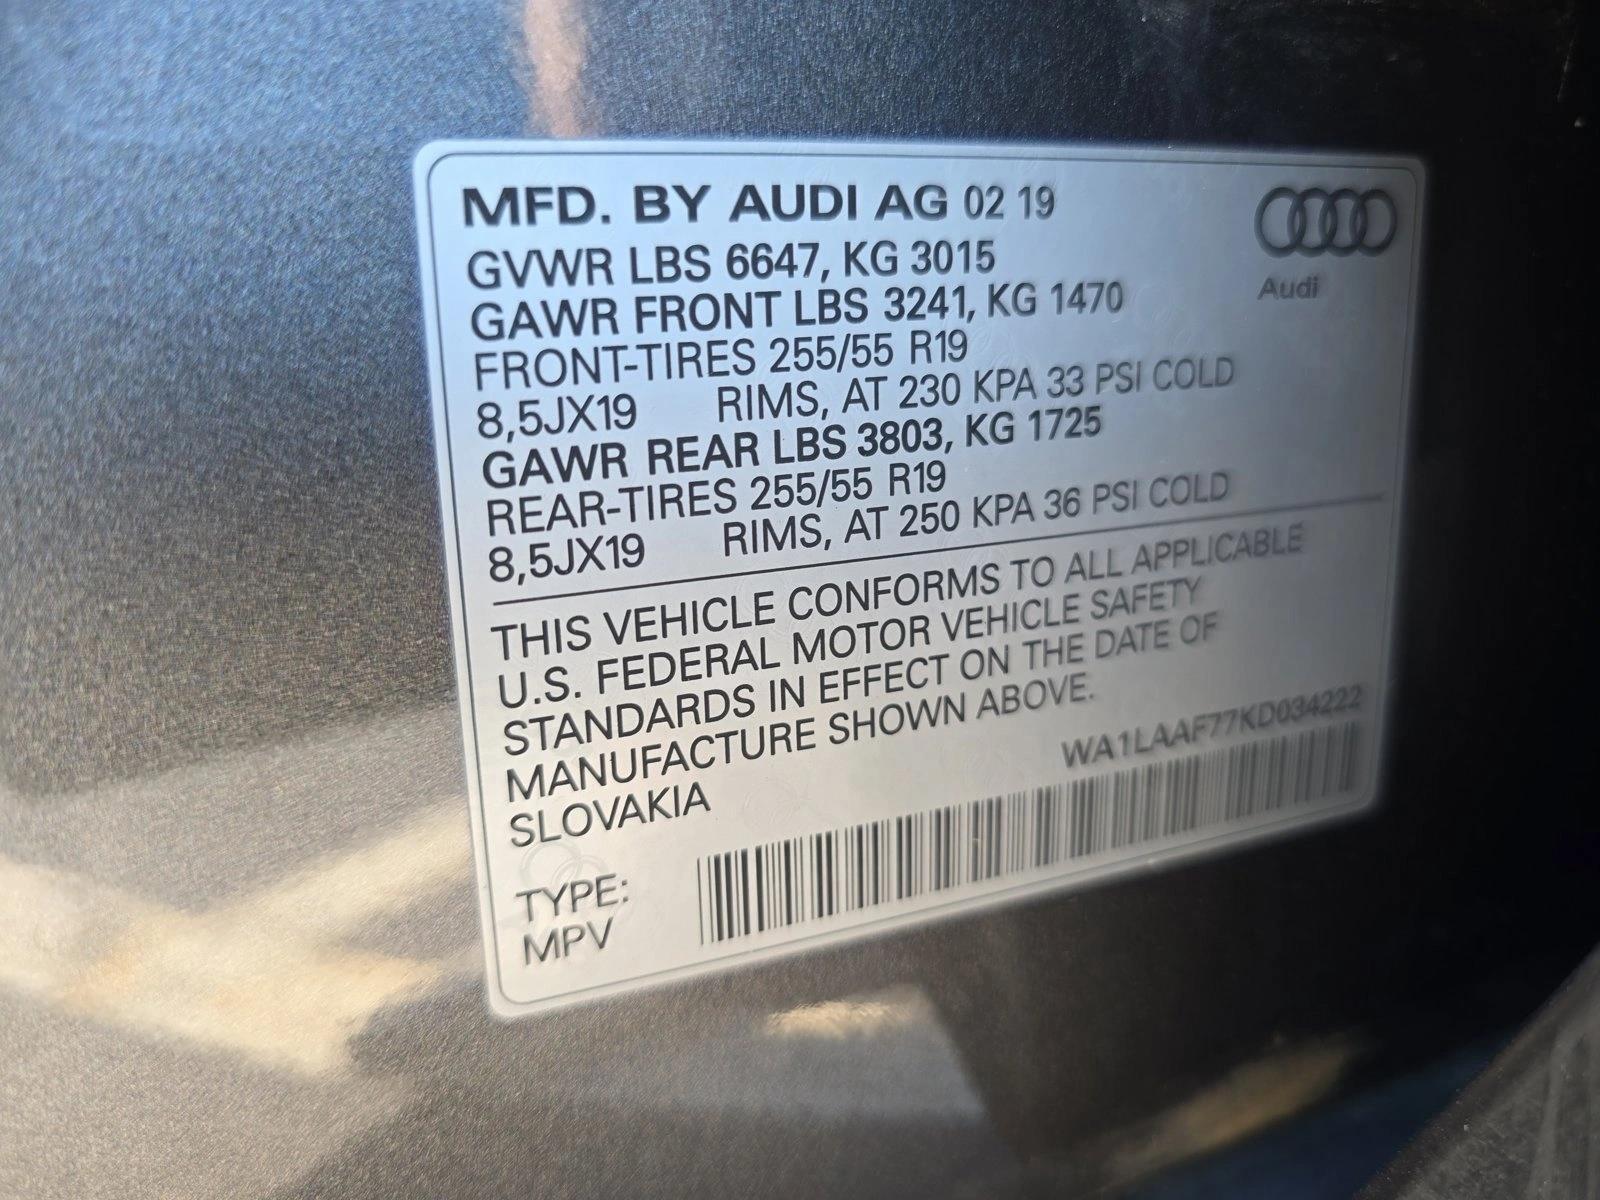 MFD. BY AUDI AG 02 19
GVWR LBS 6647, KG 3015
GAWR FRONT LBS 3241, KG 1470
FRONT-TIRES 255/55 R19
8,5JX19 RIMS, AT 230 KPA 33 PSI COLD
GAWR REAR LBS 3803, KG 1725
REAR-TIRES 255/55 R19
8,5JX19 RIMS, AT 250 KPA 36 PSI COLD
Audi
THIS VEHICLE CONFORMS TO ALL APPLICABLE
U.S. FEDERAL MOTOR VEHICLE SAFETY
STANDARDS IN EFFECT ON THE DATE OF
MANUFACTURE SHOWN ABOVE.
SLOVAKIA
WA1LAAF77KD034222
TYPE:
MPV